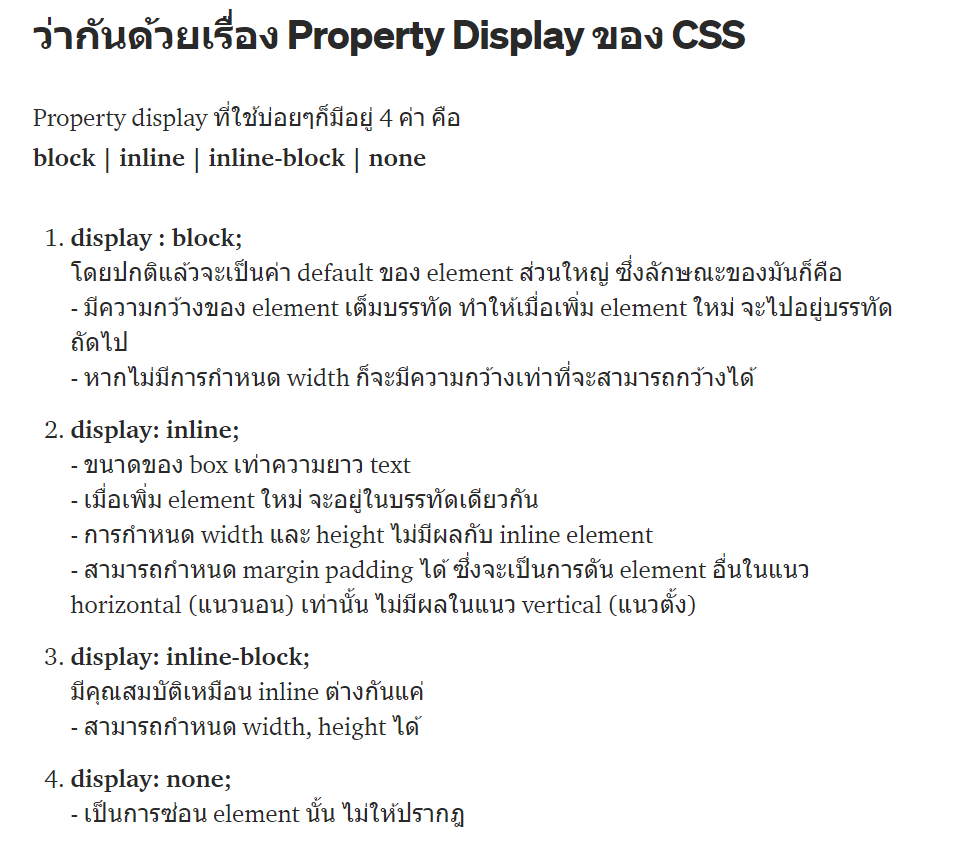 ว่ากันด้วยเรื่อง Property Display ของ CSS
Property display ที่ใช้บ่อยๆก็มีอยู่ 4 ค่า คือ
block | inline | inline-block | none
1. display : block;
โดยปกติแล้วจะเป็นค่า default ของ element ส่วนใหญ่ ซึ่งลักษณะของมันก็คือ
- มีความกว้างของ element เต็มบรรทัด ทำให้เมื่อเพิ่ม element ใหม่ จะไปอยู่บรรทัด
ถัดไป
- หากไม่มีการกำหนด width ก็จะมีความกว้างเท่าที่จะสามารถกว้างได้
2. display: inline;
- ขนาดของ box เท่าความยาว text
- เมื่อเพิ่ม element ใหม่ จะอยู่ในบรรทัดเดียวกัน
- การกำหนด width และ height ไม่มีผลกับ inline element
- สามารถกำหนด margin padding ได้ ซึ่งจะเป็นการดัน element อื่นในแนว
horizontal (แนวนอน) เท่านั้น ไม่มีผลในแนว vertical (แนวตั้ง)
3. display: inline-block;
มีคุณสมบัติเหมือน inline ต่างกันแค่
- สามารถกำหนด width, height ได้
4. display: none;
- เป็นการซ่อน element นั้น ไม่ให้ปรากฎ